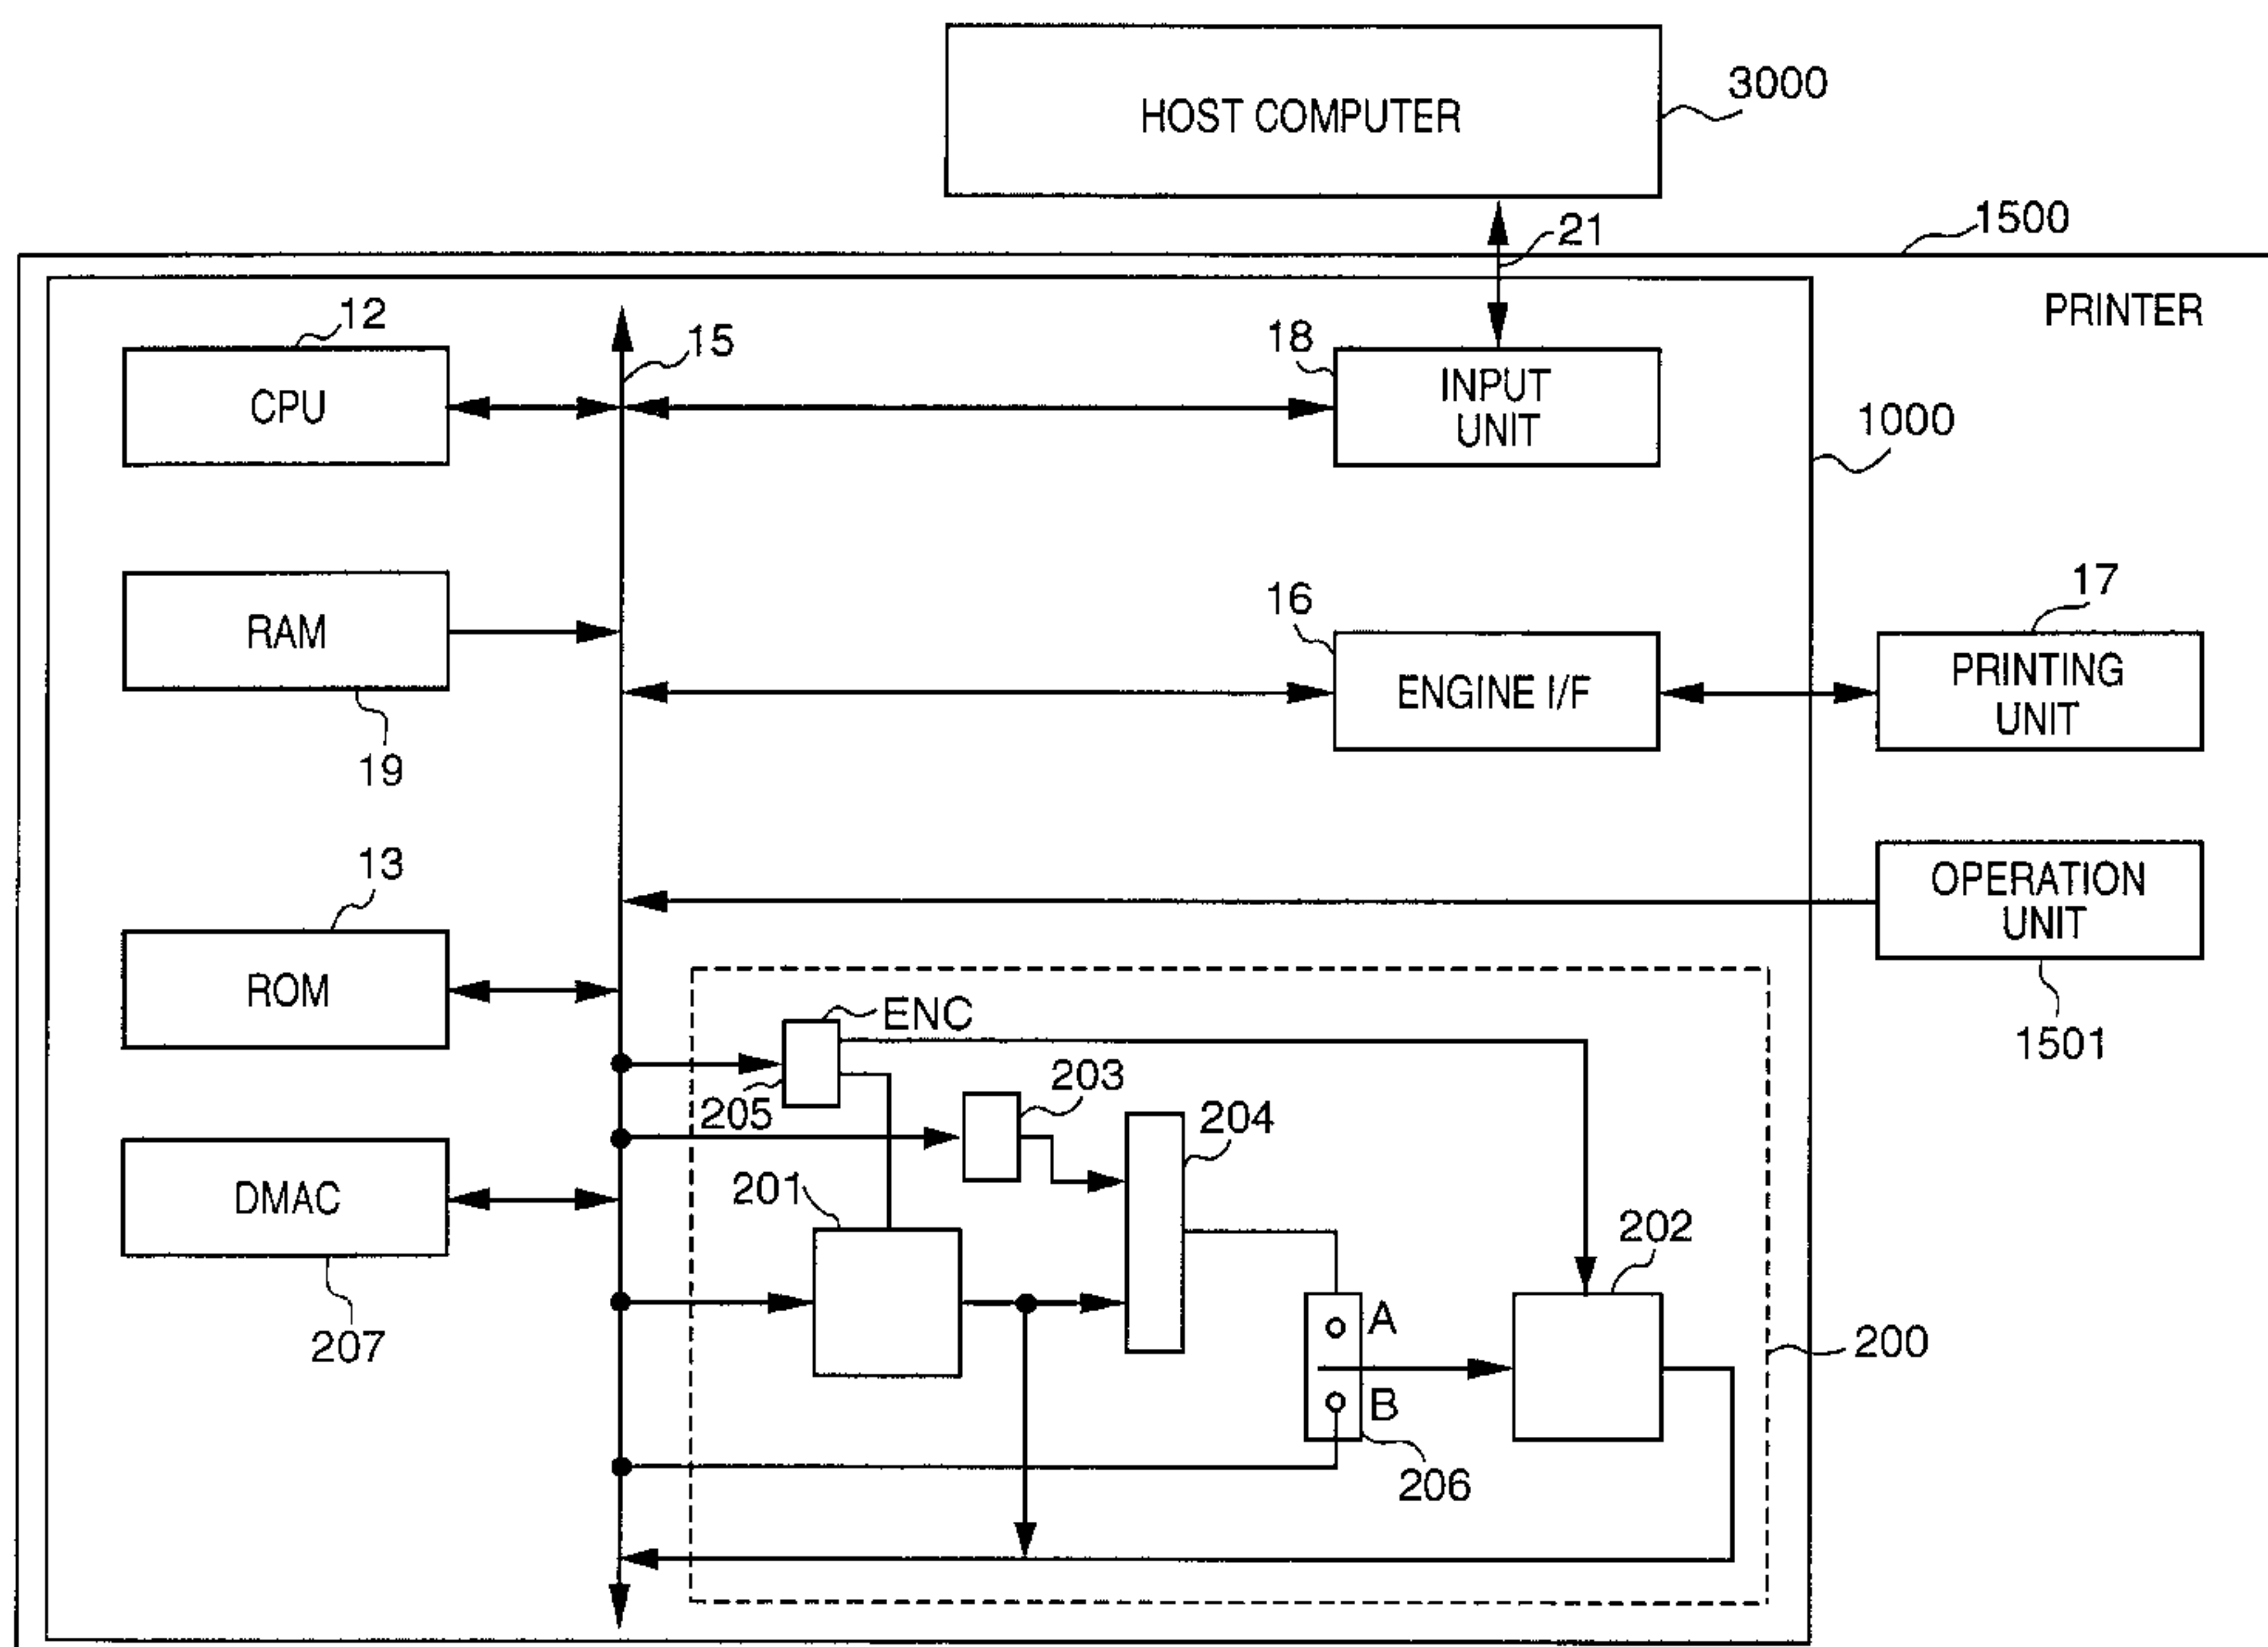 HOST COMPUTER
3000
21
1500
PRINTER
12
15
18
CPU
INPUT
UNIT
1000
RAM
19
16
ENGINE I/F
17
PRINTING
UNIT
13
ROM
OPERATION
UNIT
1501
ENC
205
203
204
DMAC
207
201
202
A
B
206
200